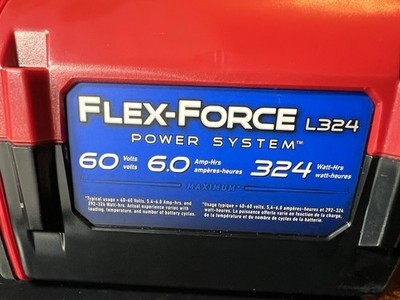 FLEX-FORCE L324
POWER SYSTEM™
60 Volts volts 6.0 Amp-Hrs ampères-heures 324 Watt-Hrs watt-heures
MAXIMUM*
*Typical usage = 40-60 Volts, 5.4-6.0 Amp-Hrs, and
292-324 Watt-Hrs. Actual experience varies with
loading, temperature, and number of battery cycles.
*Usage typique = 40-60 volts, 5.4-6.0 ampères-heures et 292-324
watt-heures. La puissance offerte varie en fonction de la charge,
de la température et du nombre de cycles de la batterie.